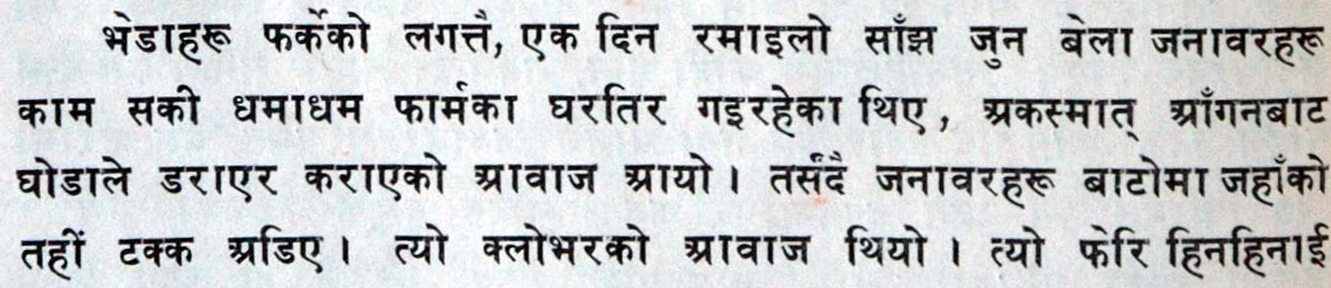 भेडाहरू फर्केको लगत्तै, एक दिन रमाइलो साँझ जुन बेला जनावरहरू
काम सकी धमाधम फार्मका घरतिर गइरहेका थिए, अकस्मात् आँगनबाट
घोडाले डराएर कराएको आवाज आयो। तर्सदै जनावरहरू बाटोमा जहाँको
तहीं टक्क अडिए। त्यो क्लोभरको आवाज थियो । त्यो फेरि हिनहिनाई